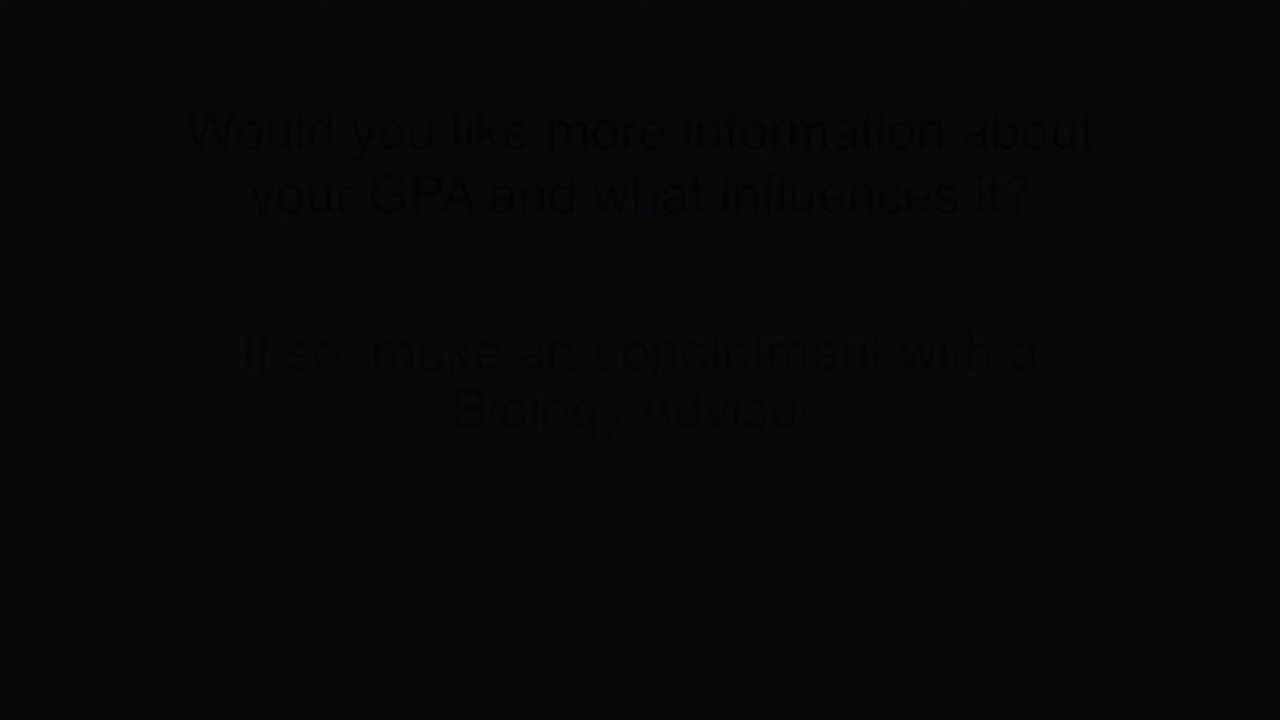 Would you like more information about
your GPA and what influences it?
If so, make an appointment with a
Biology Advisor.